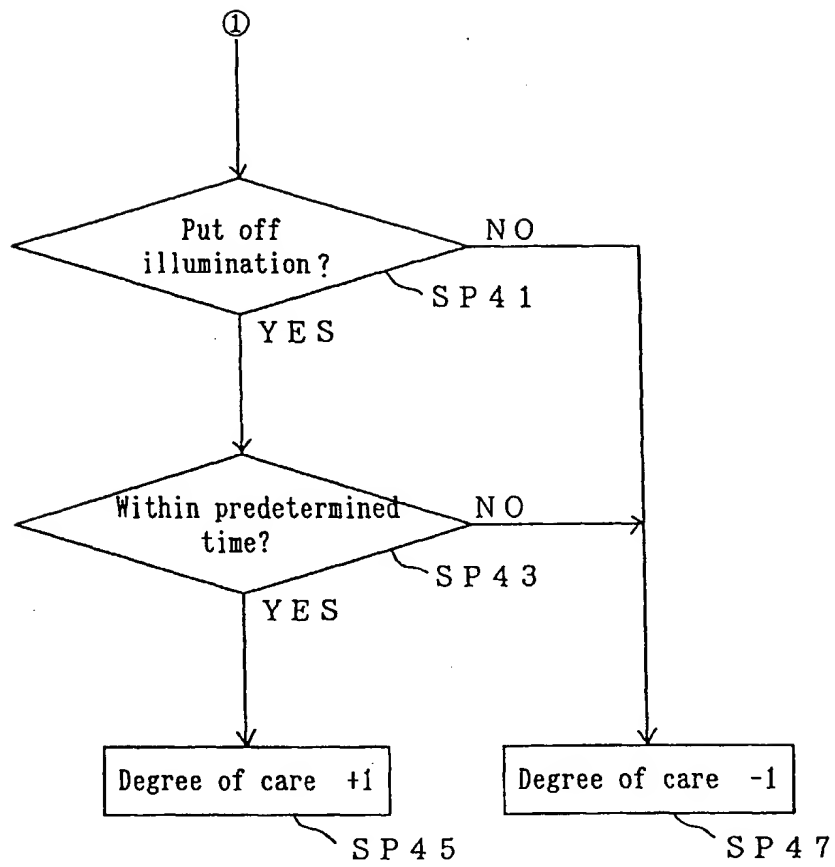 ①
Put off
illumination?
NO
SP41
YES
Within predetermined
time?
NO
SP43
YES
Degree of care +1
Degree of care -1
SP45
SP47